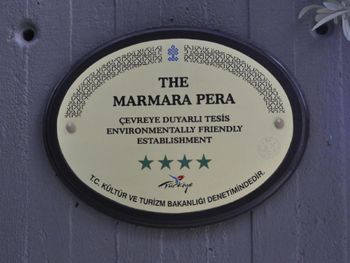 THE
MARMARA PERA
ÇEVREYE DUYARLI TESİS
ENVIRONMENTALLY FRIENDLY
ESTABLISHMENT
Türkiye
T.C. KÜLTÜR VE TURİZM BAKANLIĞI DENETİMİNDEDİR.